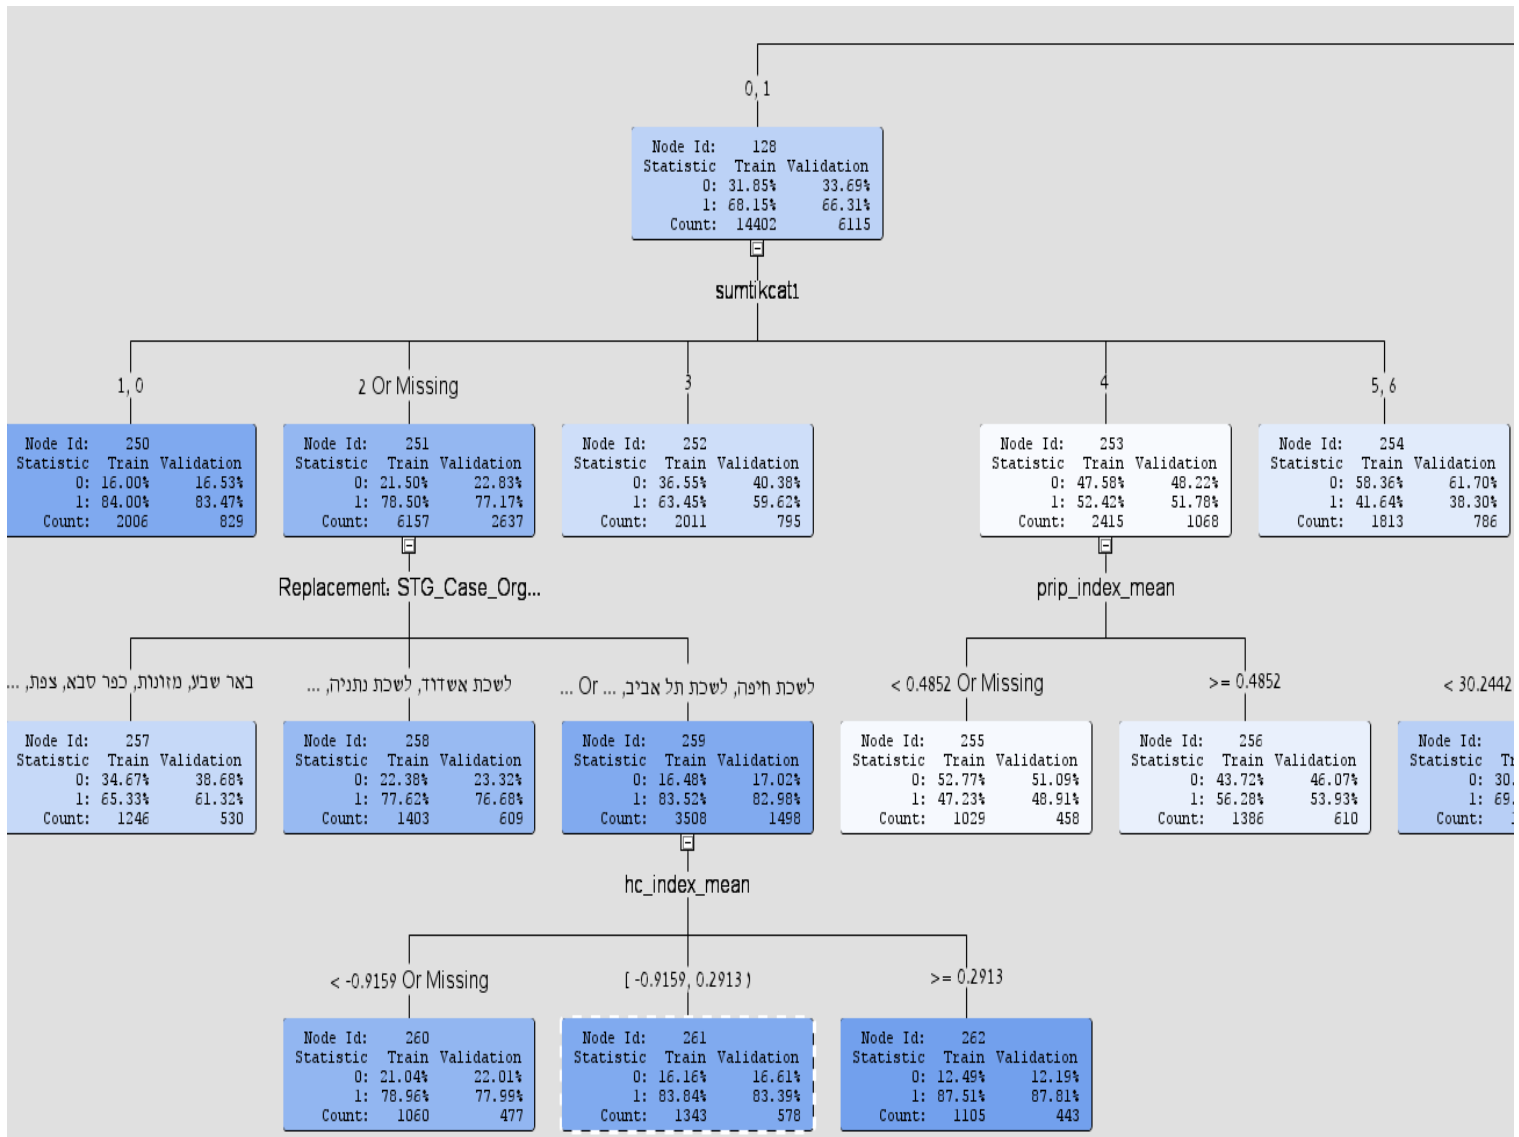 0, 1
Node Id: 128
Statistic Train Validation
0: 31.85% 33.69%
1: 68.15% 66.31%
Count: 14402 6115
sumtikcat1
1, 0
2 Or Missing
3
4
5, 6
Node Id: 250
Statistic Train Validation
0: 16.00% 16.53%
1: 84.00% 83.47%
Count: 2006 829
Node Id: 251
Statistic Train Validation
0: 21.50% 22.83%
1: 78.50% 77.17%
Count: 6157 2637
Node Id: 252
Statistic Train Validation
0: 36.55% 40.38%
1: 63.45% 59.62%
Count: 2011 795
Node Id: 253
Statistic Train Validation
0: 47.58% 48.22%
1: 52.42% 51.78%
Count: 2415 1068
Node Id: 254
Statistic Train Validation
0: 58.36% 61.70%
1: 41.64% 38.30%
Count: 1813 786
Replacement: STG_Case_Org...
prip_index_mean
באר שבע, מזונות, כפר סבא, צפת, ...
לשכת אשדוד, לשכת נתניה, ...
לשכת חיפה, לשכת תל אביב, ... Or ...
< 0.4852 Or Missing
>= 0.4852
< 30.2442
Node Id: 257
Statistic Train Validation
0: 34.67% 38.68%
1: 65.33% 61.32%
Count: 1246 530
Node Id: 258
Statistic Train Validation
0: 22.38% 23.32%
1: 77.62% 76.68%
Count: 1403 609
Node Id: 259
Statistic Train Validation
0: 16.48% 17.02%
1: 83.52% 82.98%
Count: 3508 1498
Node Id: 255
Statistic Train Validation
0: 52.77% 51.09%
1: 47.23% 48.91%
Count: 1029 458
Node Id: 256
Statistic Train Validation
0: 43.72% 46.07%
1: 56.28% 53.93%
Count: 1386 610
Node Id:
Statistic
0: 30.
1: 69.
Count:
hc_index_mean
< -0.9159 Or Missing
[ -0.9159, 0.2913 )
>= 0.2913
Node Id: 260
Statistic Train Validation
0: 21.04% 22.01%
1: 78.96% 77.99%
Count: 1060 477
Node Id: 261
Statistic Train Validation
0: 16.16% 16.61%
1: 83.84% 83.39%
Count: 1343 578
Node Id: 262
Statistic Train Validation
0: 12.49% 12.19%
1: 87.51% 87.81%
Count: 1105 443